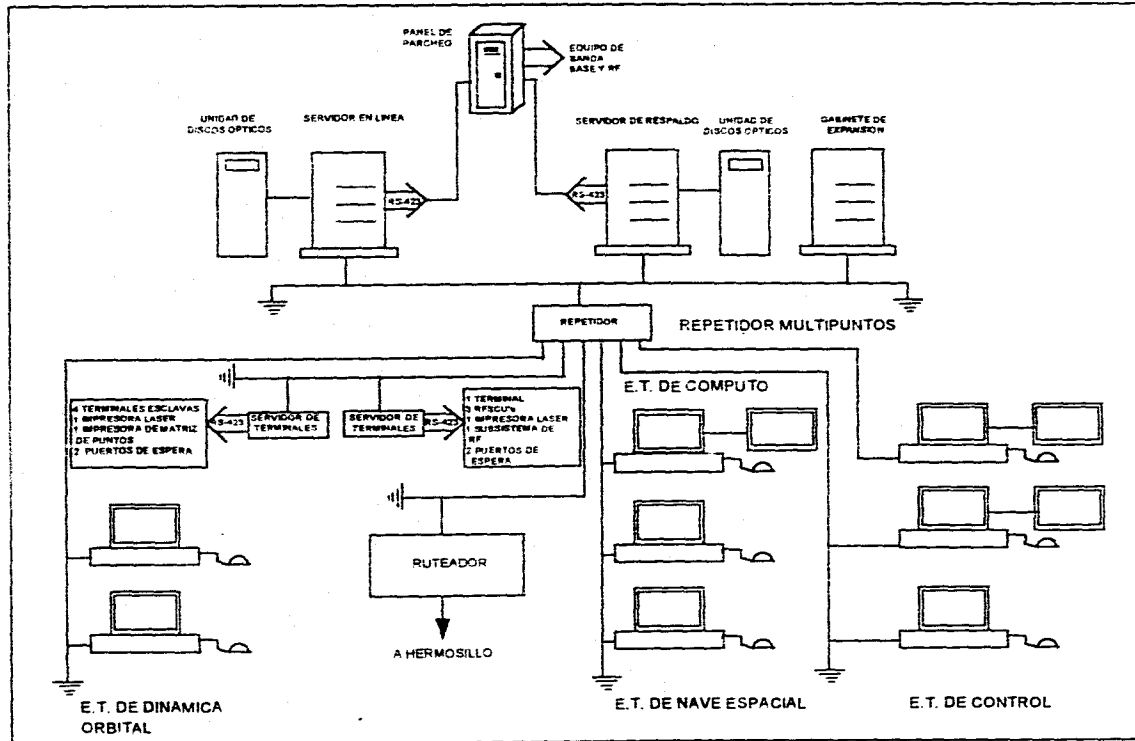 PANEL DE
PARCHEO
EQUIPO DE
BANDA
BASE Y RF
UNIDAD DE
DISCOS OPTICOS
SERVIDOR EN LINEA
SERVIDOR DE RESPALDO
UNIDAD DE
DISCOS OPTICOS
GABINETE DE
EXPANSION
RS-423
RS-423
REPETIDOR
REPETIDOR MULTIPUNTOS
E.T. DE COMPUTO
4 TERMINALES ESCLAVAS
1 IMPRESORA LASER
1 IMPRESORA DE MATRIZ
DE PUNTOS
2 PUERTOS DE ESPERA
RS-423
SERVIDOR DE
TERMINALES
SERVIDOR DE
TERMINALES
RS-423
1 TERMINAL
3 RFSCU's
1 IMPRESORA LASER
1 SUBSISTEMA DE
RF
2 PUERTOS DE
ESPERA
RUTEADOR
A HERMOSILLO
E.T. DE DINAMICA
ORBITAL
E.T. DE NAVE ESPACIAL
E.T. DE CONTROL